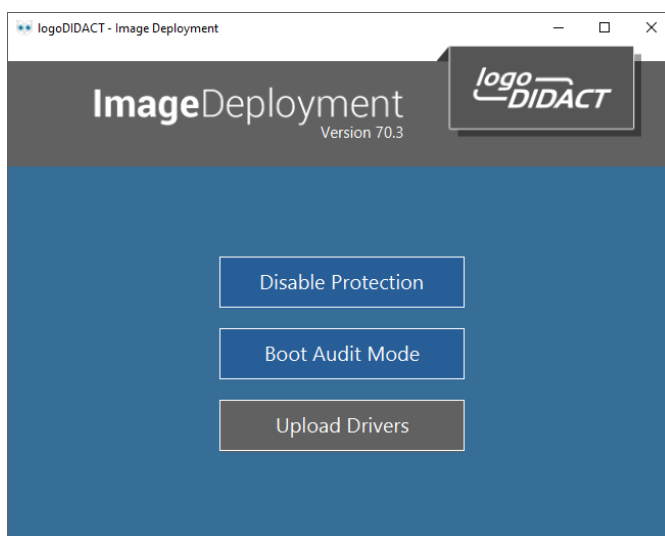 logoDIDACT - Image Deployment
logo
DIDACT
ImageDeployment
Version 70.3
Disable Protection
Boot Audit Mode
Upload Drivers